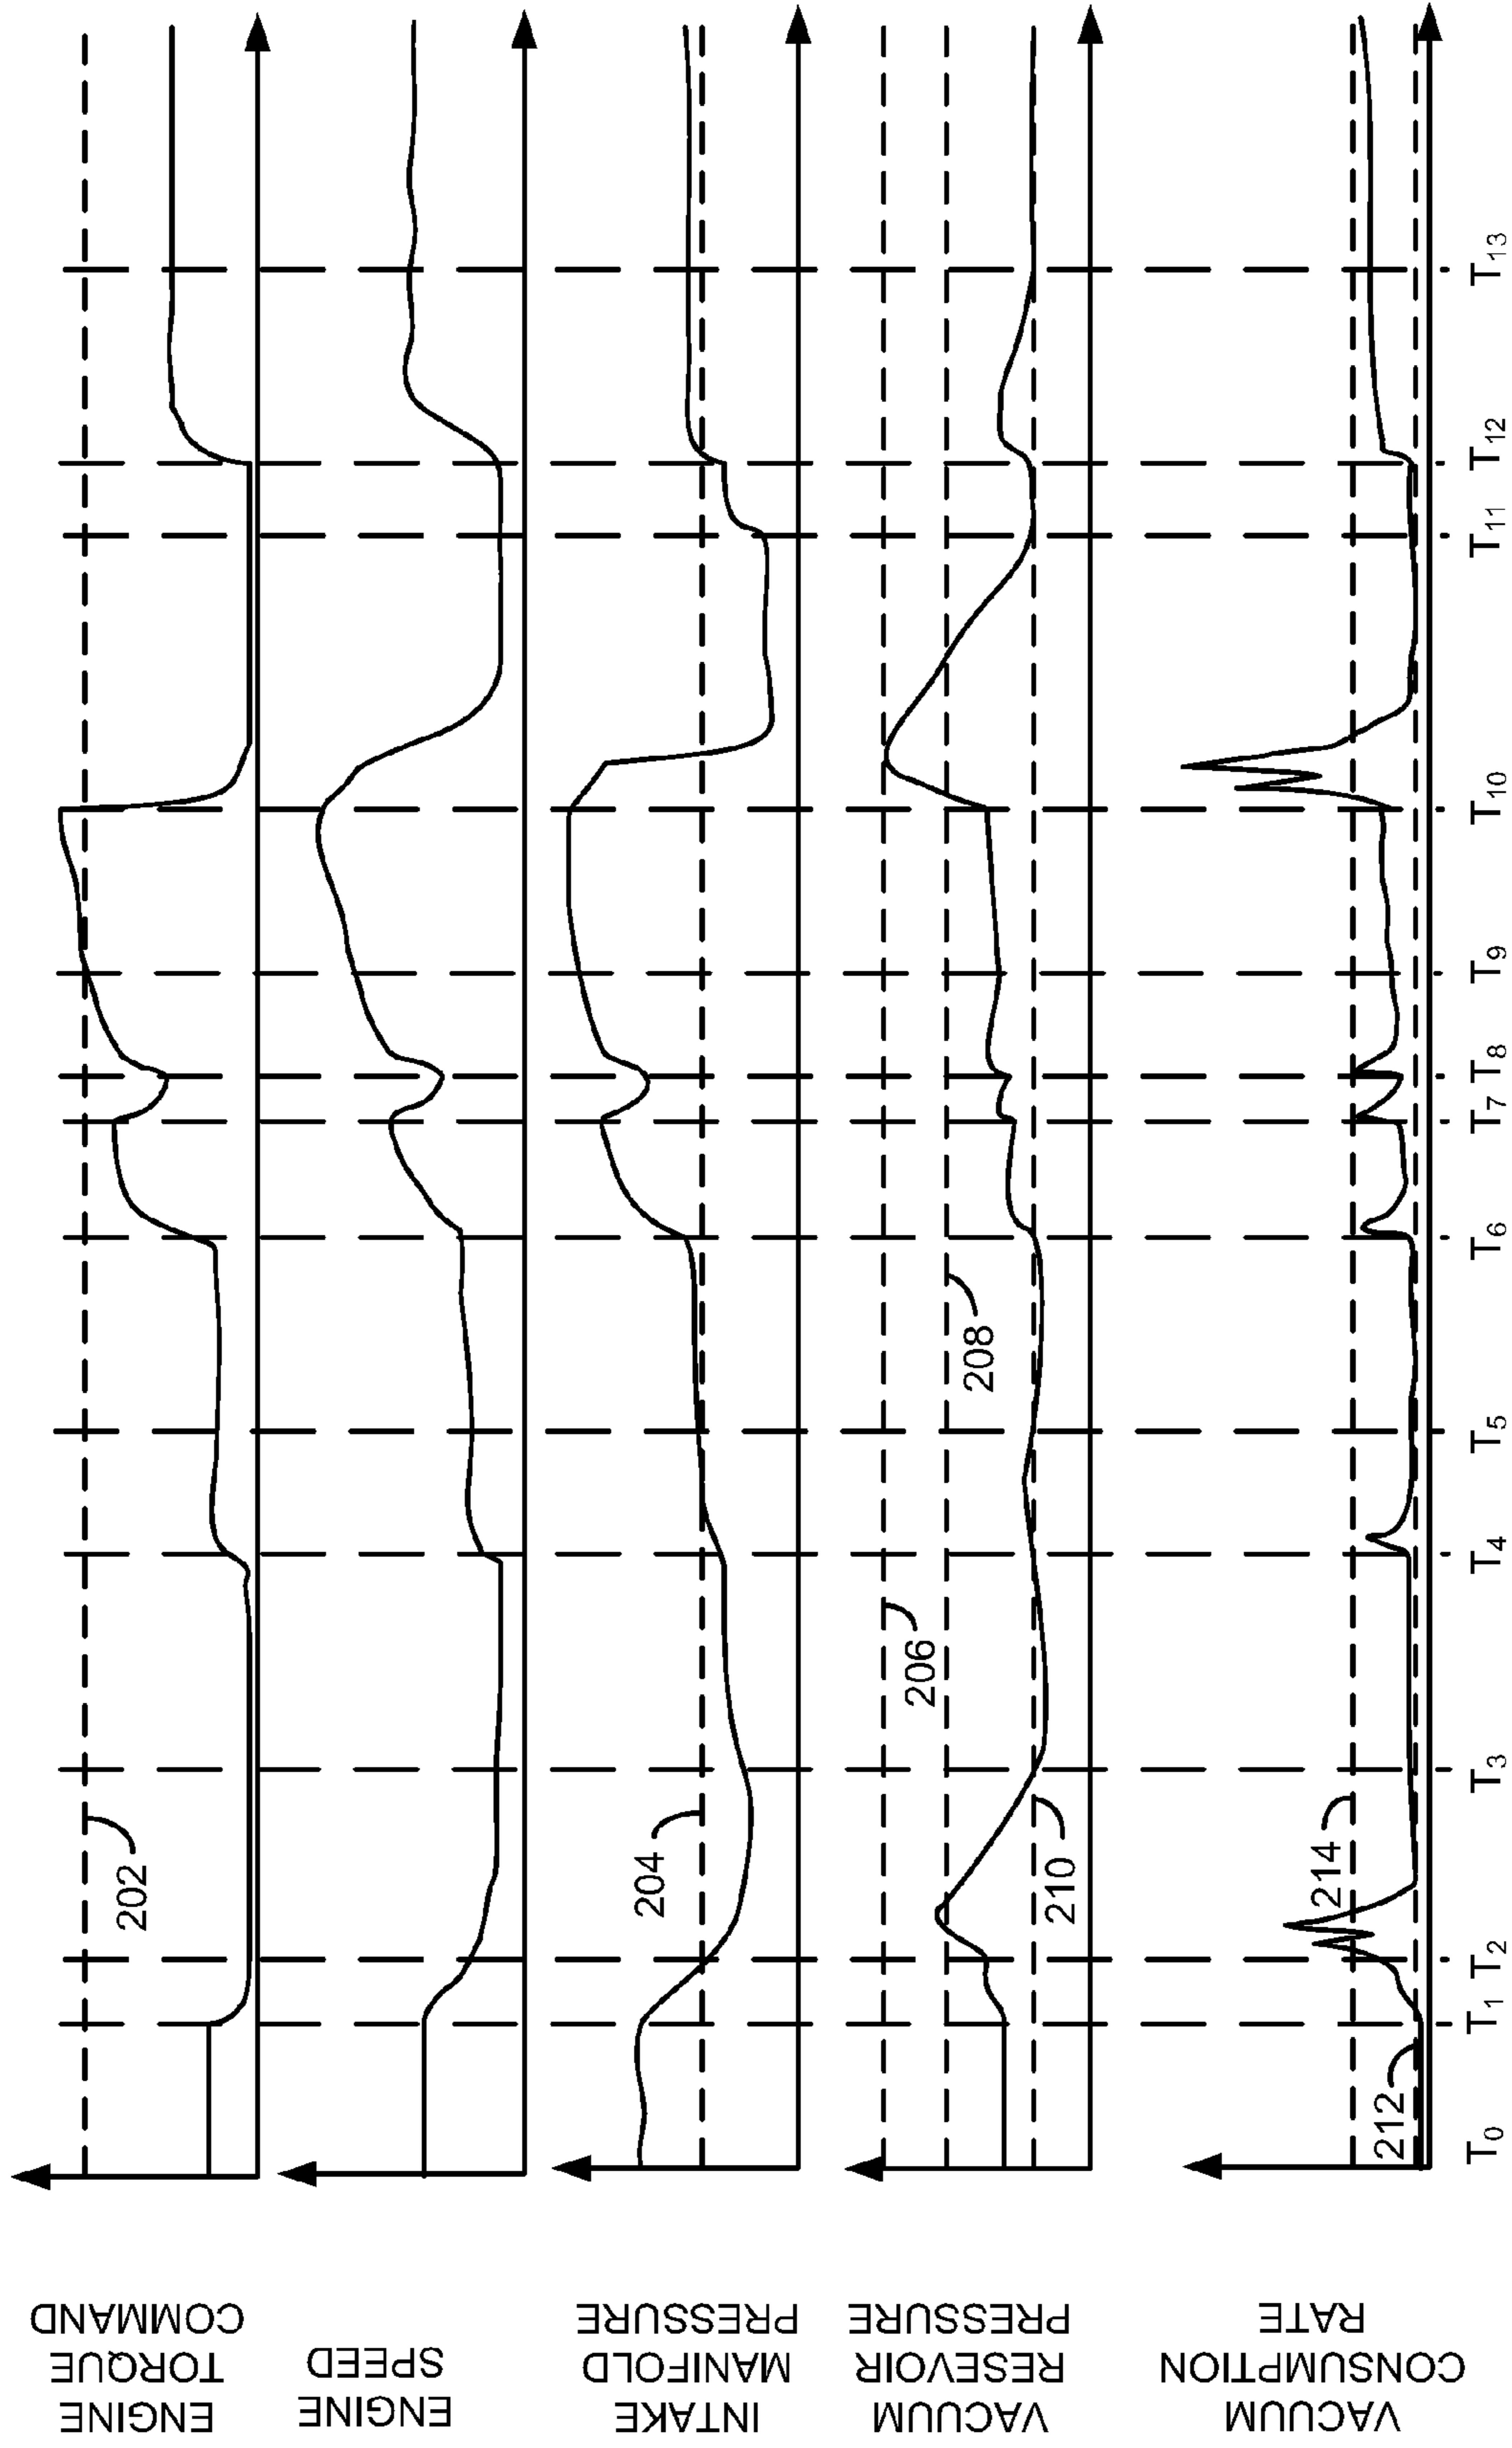 ENGINE
TORQUE
COMMAND
202
ENGINE
SPEED
INTAKE
MANIFOLD
PRESSURE
204
VACUUM
RESEVOIR
PRESSURE
206
208
210
VACUUM
CONSUMPTION
RATE
214
212
T0 T1 T2 T3 T4 T5 T6 T7 T8 T9 T10 T11 T12 T13